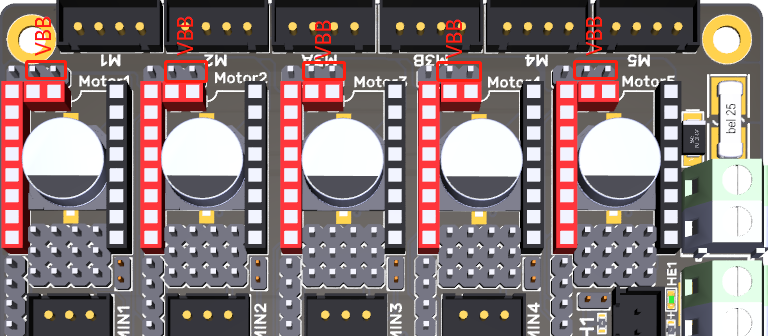 VBB VBB VBB VBB VBB
M1 M2 M3A M3B M4 M5
Motor1 Motor2 Motor3 Motor4 Motor5
bel 25
HE1
MIN1 MIN2 MIN3 MIN4